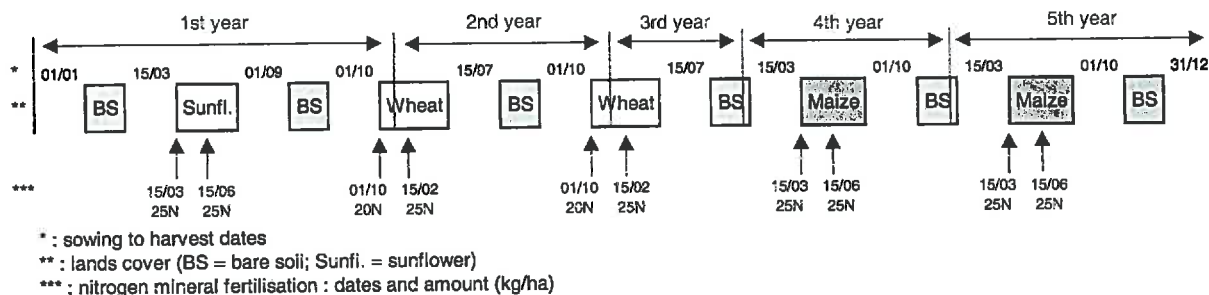 1st year 2nd year 3rd year 4th year 5th year
* 01/01 15/03 01/09 01/10 15/07 01/10 15/07 15/03 01/10 15/03 01/10 31/12
** BS Sunfl. BS Wheat BS Wheat BS Maize BS Maize BS
*** 15/03 15/06 01/10 15/02 01/10 15/02 15/03 15/06 15/03 15/06
25N 25N 20N 25N 20N 25N 25N 25N 25N 25N
* : sowing to harvest dates
** : lands cover (BS = bare soil; Sunfl. = sunflower)
*** : nitrogen mineral fertilisation : dates and amount (kg/ha)